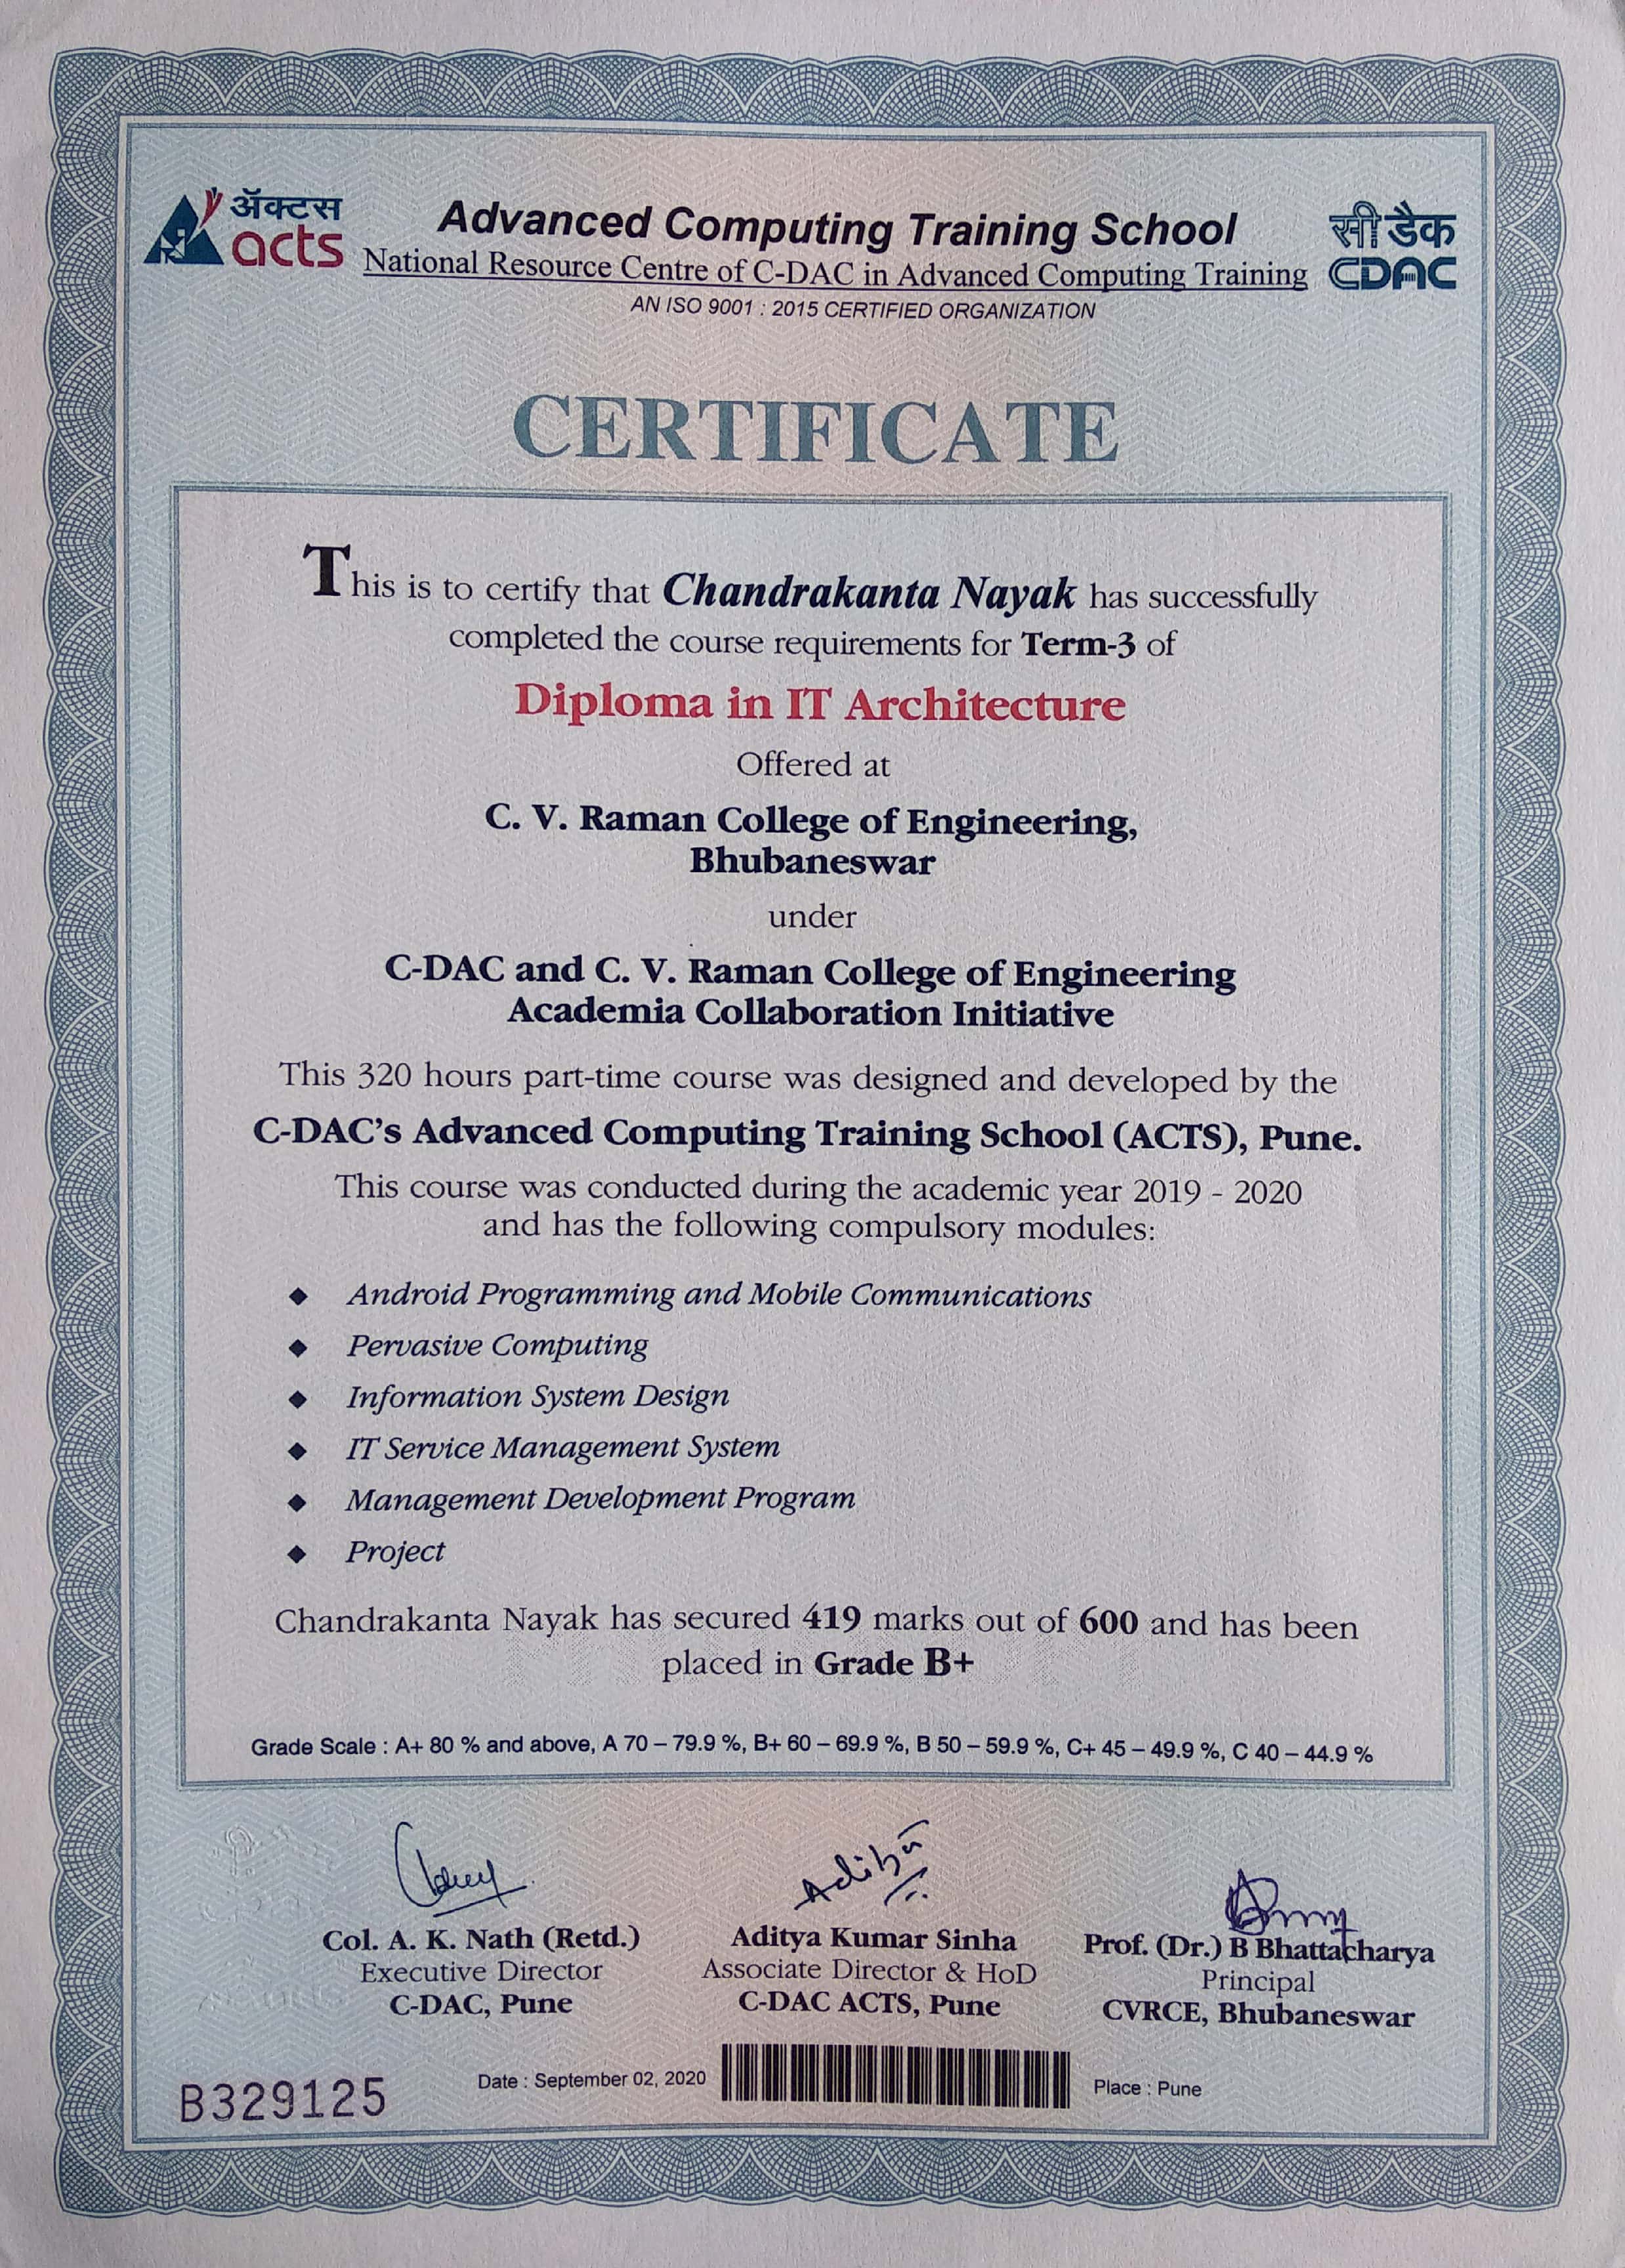 ॲक्टस
acts
Advanced Computing Training School
सी डैक
CDAC
National Resource Centre of C-DAC in Advanced Computing Training
AN ISO 9001 : 2015 CERTIFIED ORGANIZATION
CERTIFICATE
This is to certify that Chandrakanta Nayak has successfully
completed the course requirements for Term-3 of
Diploma in IT Architecture
Offered at
C. V. Raman College of Engineering,
Bhubaneswar
under
C-DAC and C. V. Raman College of Engineering
Academia Collaboration Initiative
This 320 hours part-time course was designed and developed by the
C-DAC's Advanced Computing Training School (ACTS), Pune.
This course was conducted during the academic year 2019 - 2020
and has the following compulsory modules:
◆ Android Programming and Mobile Communications
◆ Pervasive Computing
◆ Information System Design
◆ IT Service Management System
◆ Management Development Program
◆ Project
Chandrakanta Nayak has secured 419 marks out of 600 and has been
placed in Grade B+
Grade Scale : A+ 80 % and above, A 70 – 79.9 %, B+ 60 – 69.9 %, B 50 – 59.9 %, C+ 45 – 49.9 %, C 40 – 44.9 %
Col. A. K. Nath (Retd.)
Executive Director
C-DAC, Pune
Aditya Kumar Sinha
Associate Director & HoD
C-DAC ACTS, Pune
Prof. (Dr.) B Bhattacharya
Principal
CVRCE, Bhubaneswar
B329125
Date : September 02, 2020
Place : Pune